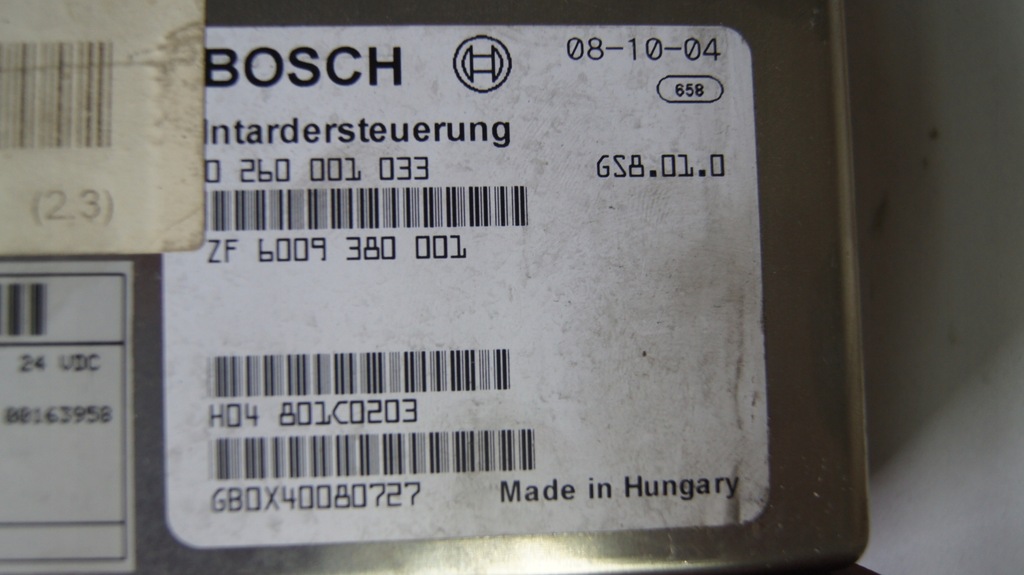 BOSCH
08-10-04
658
Intardersteuerung
0 260 001 033
GS8.01.0
(2,3)
ZF 6009 380 001
24 VDC
00163958
H04 801C0203
GBOX40080727
Made in Hungary